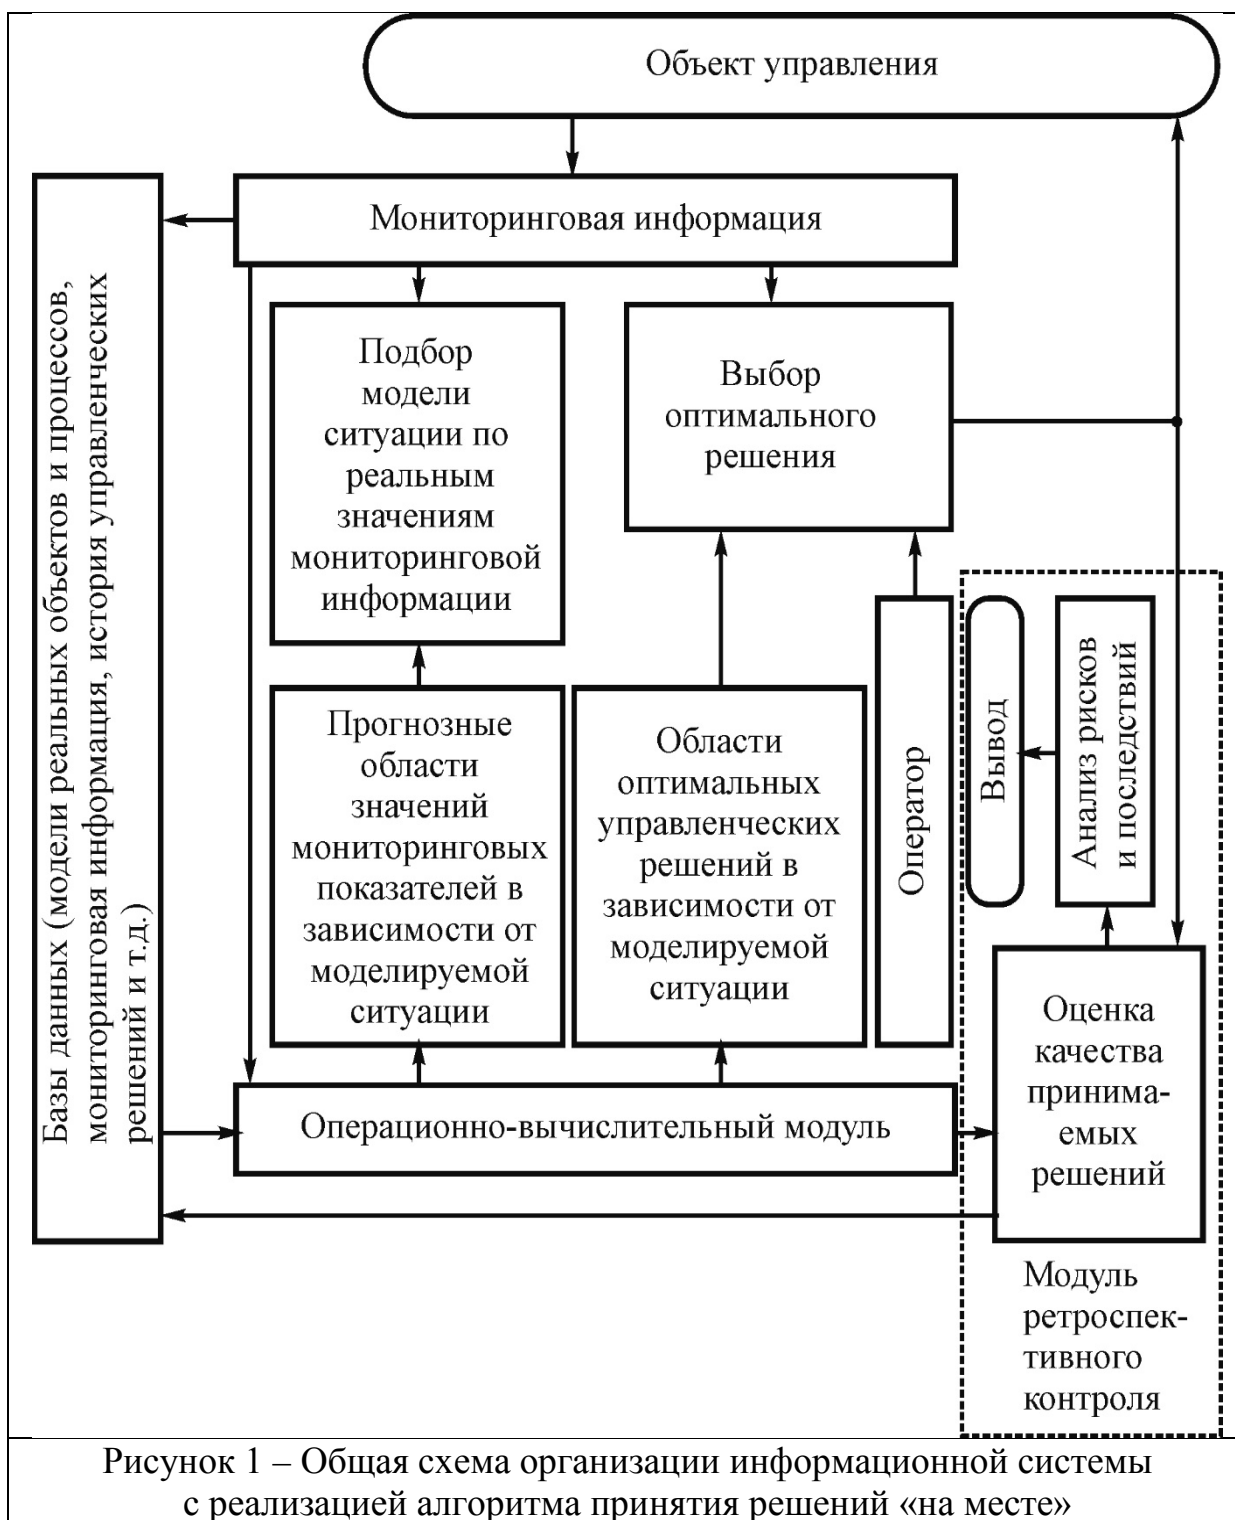 Объект управления
Мониторинговая информация
Базы данных (модели реальных объектов и процессов,
мониторинговая информация, история управленческих
решений и т.д.)
Подбор
модели
ситуации по
реальным
значениям
мониторинговой
информации
Выбор
оптимального
решения
Прогнозные
области
значений
мониторинговых
показателей в
зависимости от
моделируемой
ситуации
Области
оптимальных
управленческих
решений в
зависимости от
моделируемой
ситуации
Оператор
Вывод
Анализ рисков
и последствий
Операционно-вычислительный модуль
Оценка
качества
принима-
емых
решений
Модуль
ретроспек-
тивного
контроля
Рисунок 1 – Общая схема организации информационной системы
с реализацией алгоритма принятия решений «на месте»